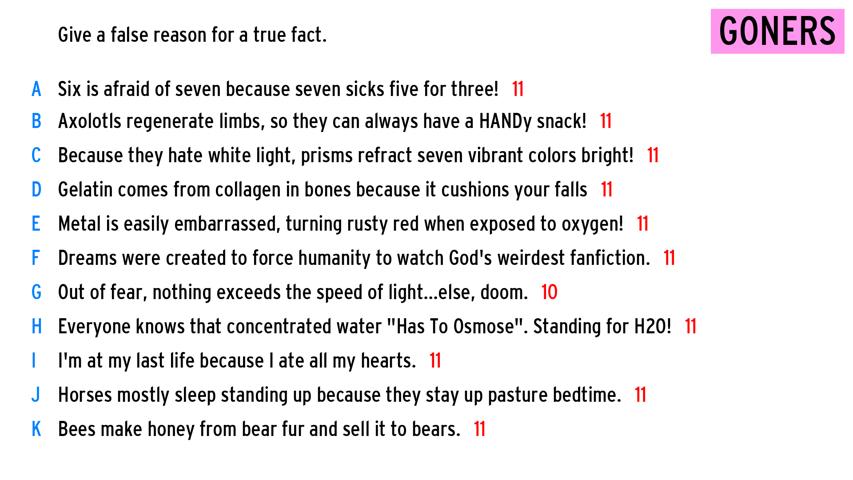 Give a false reason for a true fact.
GONERS
A Six is afraid of seven because seven sicks five for three! 11
B Axolotls regenerate limbs, so they can always have a HANDy snack! 11
C Because they hate white light, prisms refract seven vibrant colors bright! 11
D Gelatin comes from collagen in bones because it cushions your falls 11
E Metal is easily embarrassed, turning rusty red when exposed to oxygen! 11
F Dreams were created to force humanity to watch God's weirdest fanfiction. 11
G Out of fear, nothing exceeds the speed of light...else, doom. 10
H Everyone knows that concentrated water "Has To Osmose". Standing for H2O! 11
I I'm at my last life because I ate all my hearts. 11
J Horses mostly sleep standing up because they stay up pasture bedtime. 11
K Bees make honey from bear fur and sell it to bears. 11